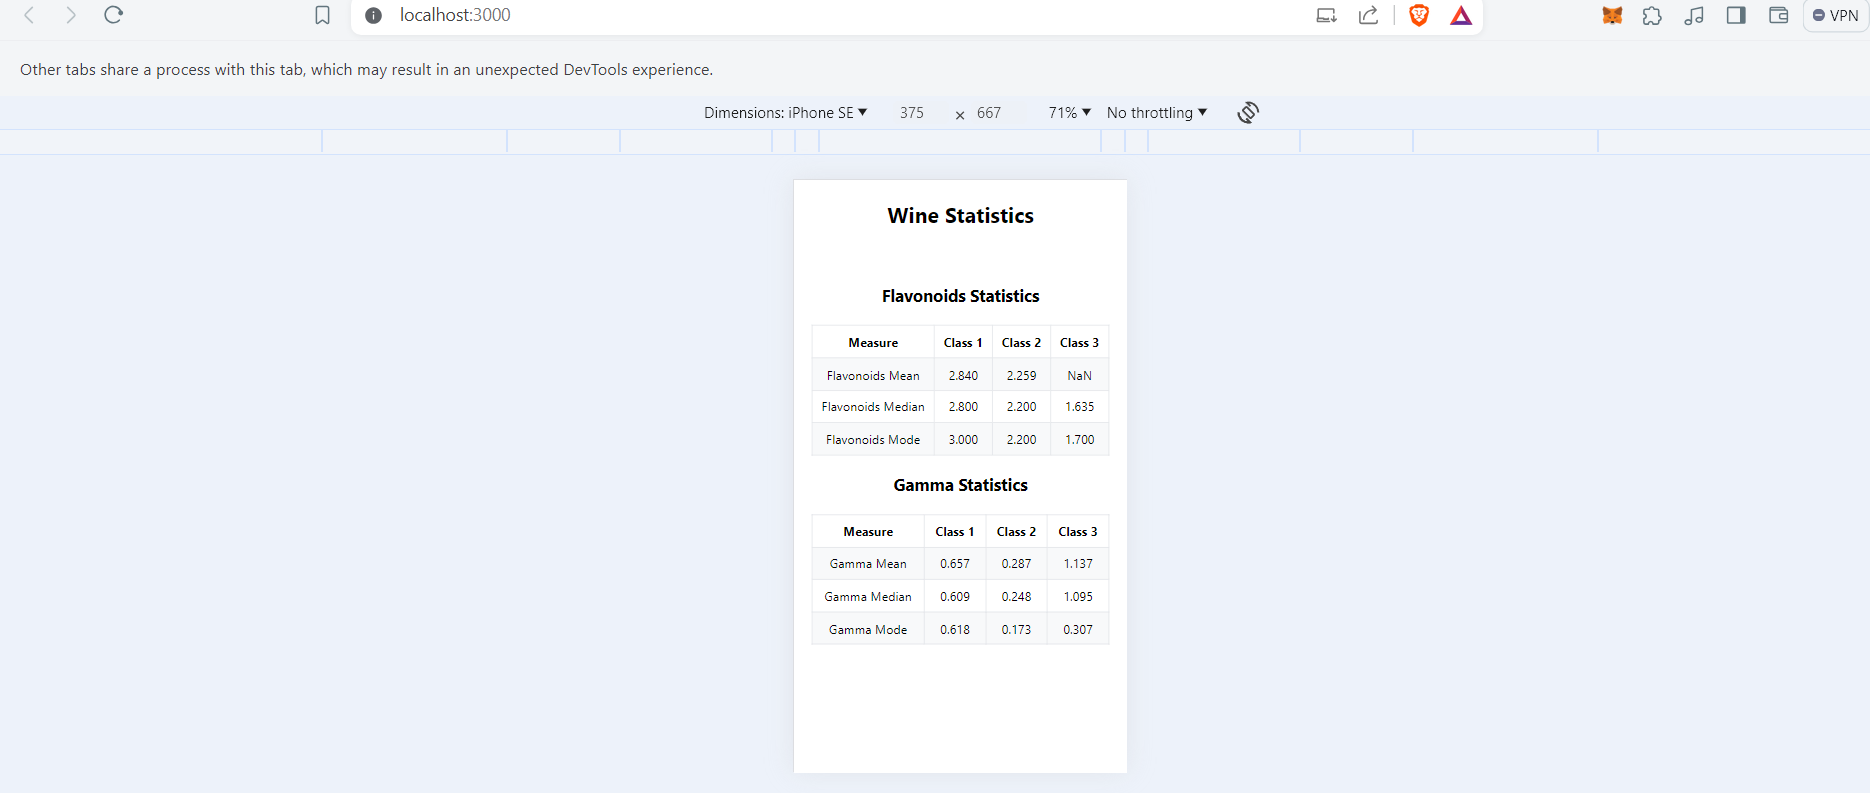 localhost:3000
VPN
Other tabs share a process with this tab, which may result in an unexpected DevTools experience.
Dimensions: iPhone SE 375 × 667 71% No throttling
Wine Statistics
Flavonoids Statistics
Measure Class 1 Class 2 Class 3
Flavonoids Mean 2.840 2.259 NaN
Flavonoids Median 2.800 2.200 1.635
Flavonoids Mode 3.000 2.200 1.700
Gamma Statistics
Measure Class 1 Class 2 Class 3
Gamma Mean 0.657 0.287 1.137
Gamma Median 0.609 0.248 1.095
Gamma Mode 0.618 0.173 0.307